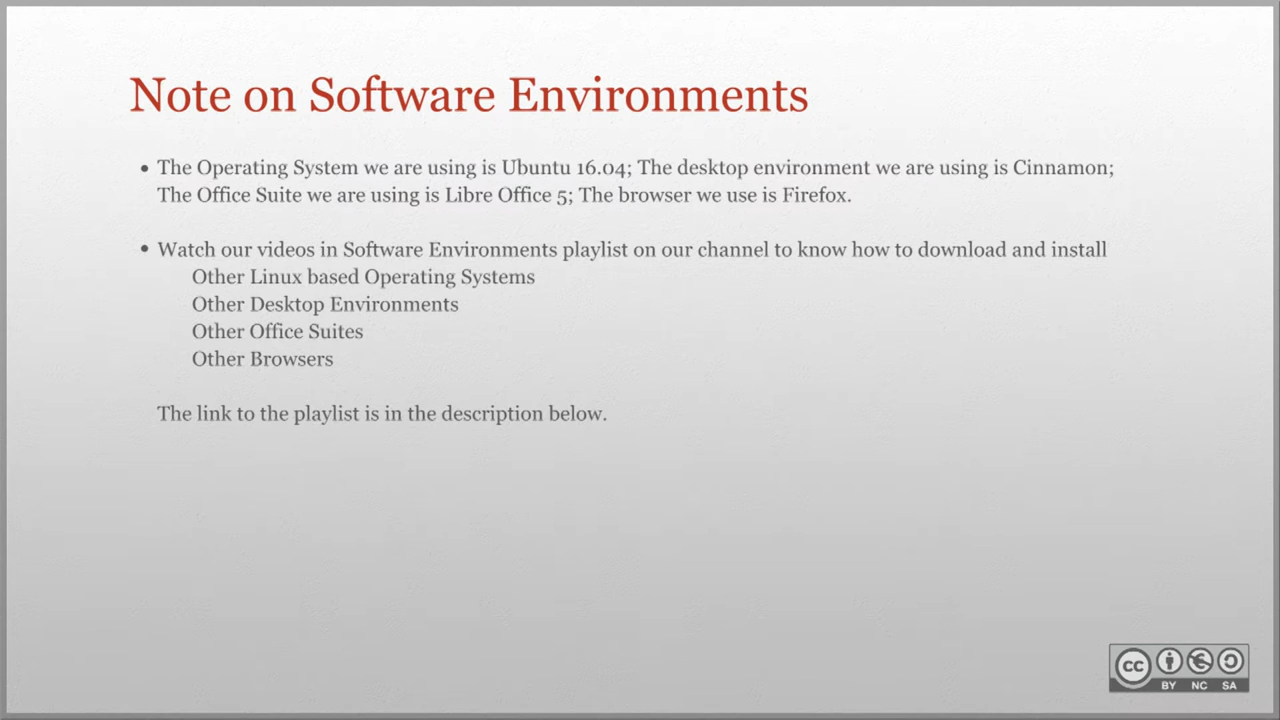 Note on Software Environments
• The Operating System we are using is Ubuntu 16.04; The desktop environment we are using is Cinnamon;
The Office Suite we are using is Libre Office 5; The browser we use is Firefox.
• Watch our videos in Software Environments playlist on our channel to know how to download and install
Other Linux based Operating Systems
Other Desktop Environments
Other Office Suites
Other Browsers
The link to the playlist is in the description below.
cc
BY NC SA